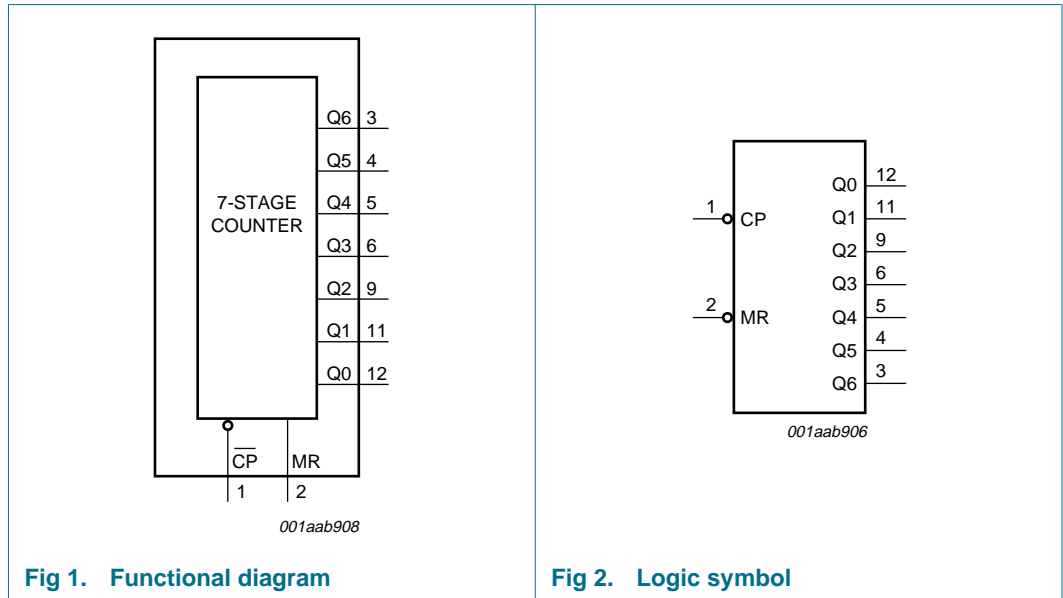 Q6 3
Q5 4
7-STAGE Q4 5
COUNTER
Q3 6
Q2 9
Q1 11
Q0 12
C̅P̅ MR
1 2
001aab908
Fig 1. Functional diagram
Q0 12
1 CP Q1 11
Q2 9
Q3 6
2 MR Q4 5
Q5 4
Q6 3
001aab906
Fig 2. Logic symbol